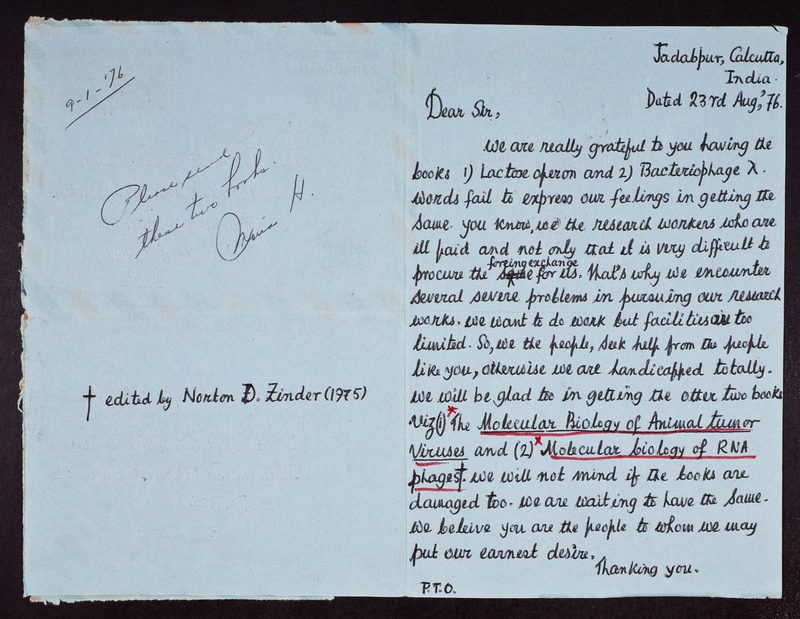 9-1-'76
Please send
these two books.
H.
† edited by Norton D. Zinder (1975)
Jadabpur, Calcutta,
India.
Dated 23rd Aug,'76.
Dear Sir,
We are really grateful to you having the
books 1) Lactose operon and 2) Bacteriophage λ.
Words fail to express our feelings in getting the
same. You know, we the research workers who are
ill paid and not only that it is very difficult to
foreing exchange
procure the same for us. That's why we encounter
several severe problems in pursuing our research
works. We want to do work but facilities are too
limited. So, we the people, seek help from the people
like you, otherwise we are handicapped totally.
We will be glad too in getting the otter two books
viz(1) *The Molecular Biology of Animal tumor
Viruses and (2) *Molecular biology of RNA
phages†. We will not mind if the books are
damaged too. We are waiting to have the same.
We beleive you are the people to whom we may
put our earnest desire.
Thanking you.
P.T.O.